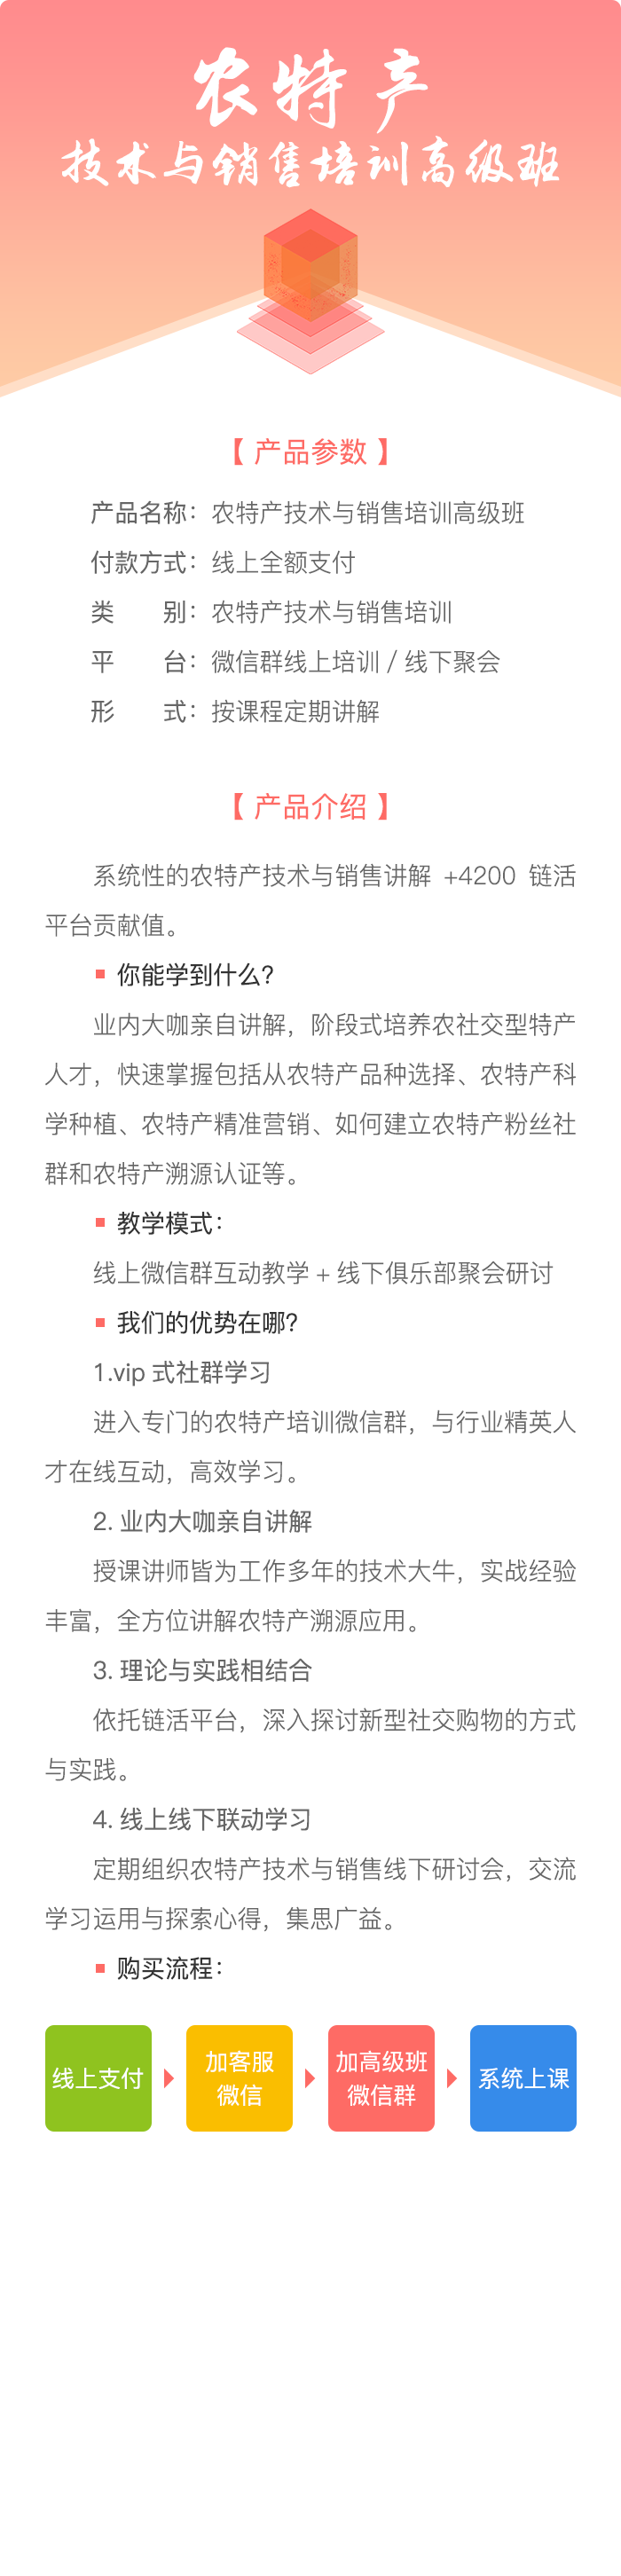 农特产
技术与销售培训高级班
【 产品参数 】
产品名称：农特产技术与销售培训高级班
付款方式：线上全额支付
类　　别：农特产技术与销售培训
平　　台：微信群线上培训 / 线下聚会
形　　式：按课程定期讲解
【 产品介绍 】
系统性的农特产技术与销售讲解 +4200 链活
平台贡献值。
▪ 你能学到什么？
业内大咖亲自讲解，阶段式培养农社交型特产
人才，快速掌握包括从农特产品种选择、农特产科
学种植、农特产精准营销、如何建立农特产粉丝社
群和农特产溯源认证等。
▪ 教学模式：
线上微信群互动教学 + 线下俱乐部聚会研讨
▪ 我们的优势在哪？
1.vip 式社群学习
进入专门的农特产培训微信群，与行业精英人
才在线互动，高效学习。
2. 业内大咖亲自讲解
授课讲师皆为工作多年的技术大牛，实战经验
丰富，全方位讲解农特产溯源应用。
3. 理论与实践相结合
依托链活平台，深入探讨新型社交购物的方式
与实践。
4. 线上线下联动学习
定期组织农特产技术与销售线下研讨会，交流
学习运用与探索心得，集思广益。
▪ 购买流程：
线上支付
加客服
微信
加高级班
微信群
系统上课